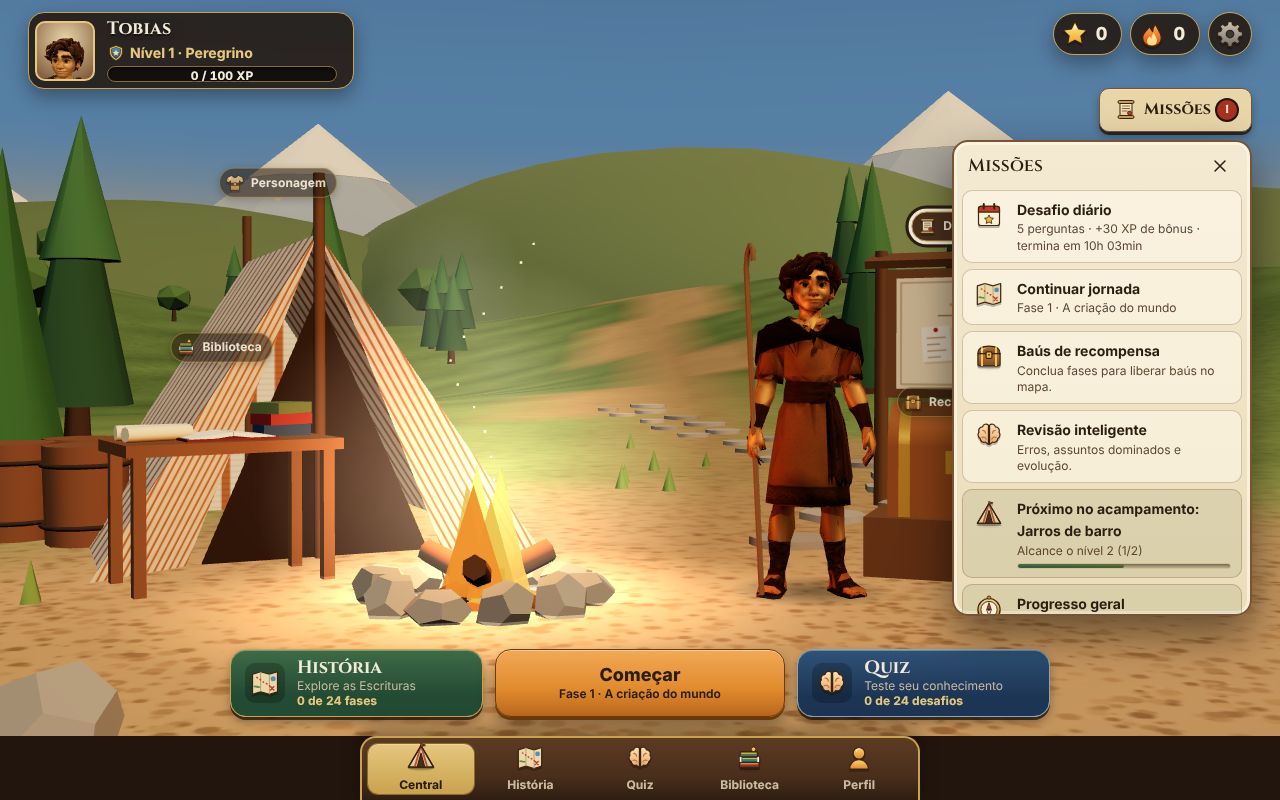 TOBIAS
Nível 1 · Peregrino
0 / 100 XP
0
0
MISSÕES
Personagem
MISSÕES
Desafio diário
5 perguntas · +30 XP de bônus ·
termina em 10h 03min
Continuar jornada
Fase 1 · A criação do mundo
Biblioteca
Baús de recompensa
Conclua fases para liberar baús no
mapa.
Revisão inteligente
Erros, assuntos dominados e
evolução.
Próximo no acampamento:
Jarros de barro
Alcance o nível 2 (1/2)
Progresso geral
HISTÓRIA
Explore as Escrituras
0 de 24 fases
Começar
Fase 1 · A criação do mundo
QUIZ
Teste seu conhecimento
0 de 24 desafios
Central
História
Quiz
Biblioteca
Perfil